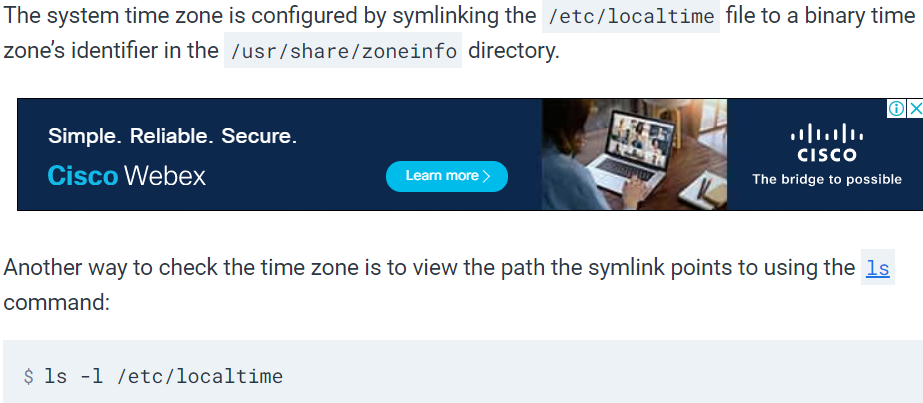 The system time zone is configured by symlinking the /etc/localtime file to a binary time
zone's identifier in the /usr/share/zoneinfo directory.
Simple. Reliable. Secure.
Cisco Webex
Learn more >
CISCO
The bridge to possible
Another way to check the time zone is to view the path the symlink points to using the ls
command:
$ ls -l /etc/localtime